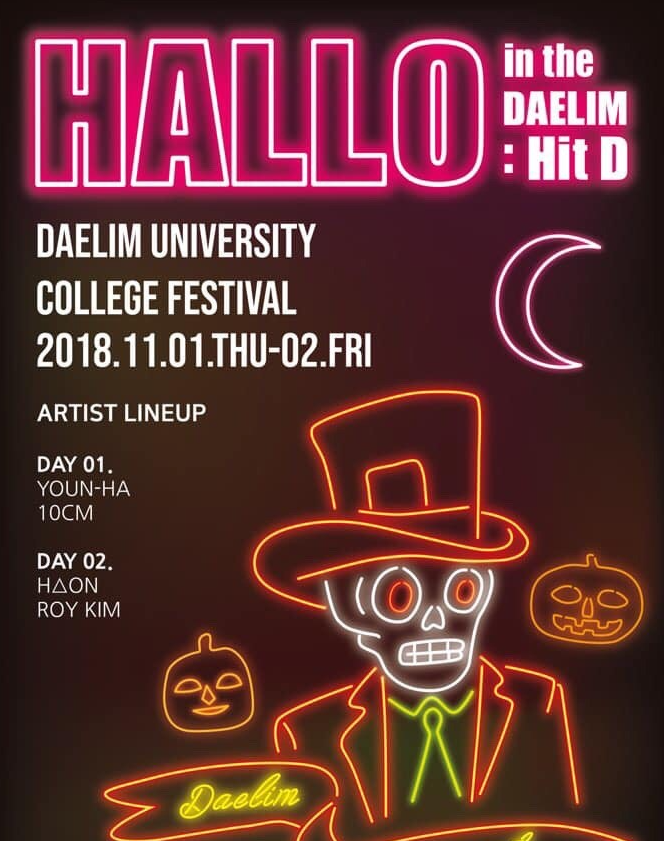 HALLO
in the
DAELIM
: Hit D
DAELIM UNIVERSITY
COLLEGE FESTIVAL
2018.11.01.THU-02.FRI
ARTIST LINEUP
DAY 01.
YOUN-HA
10CM
DAY 02.
H△ON
ROY KIM
Daelim